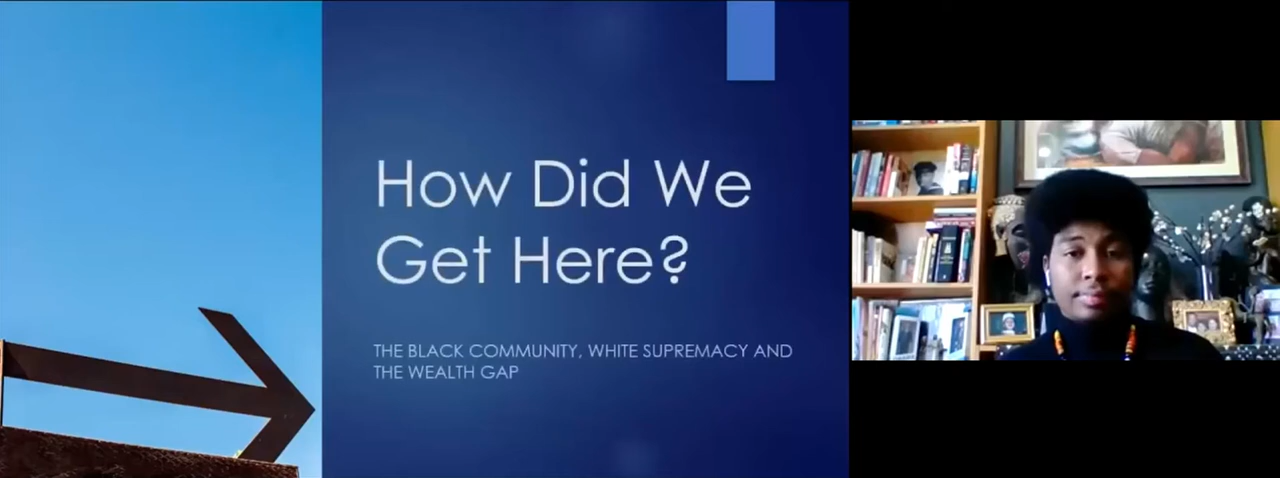 How Did We
Get Here?
THE BLACK COMMUNITY, WHITE SUPREMACY AND
THE WEALTH GAP